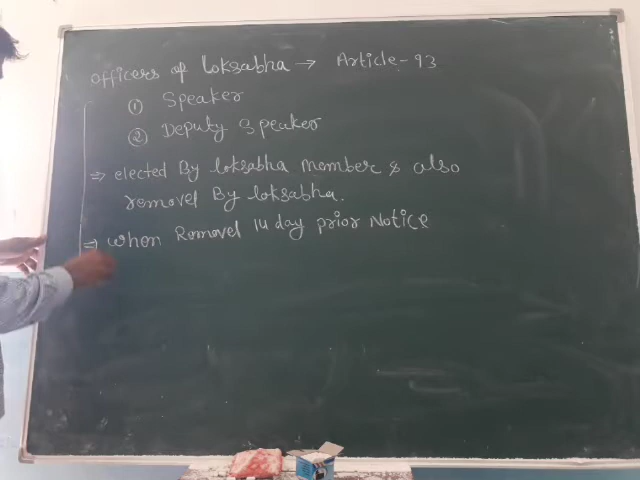 officers of loksabha → Article-93
① Speaker
② Deputy Speaker
⇒ elected By loksabha member & also
removel By loksabha.
⇒ when Removel 14 day prior Notice